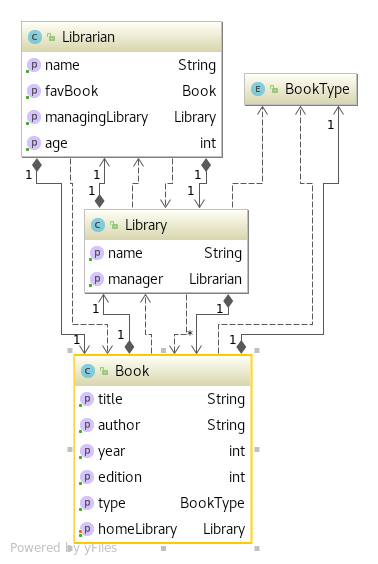 C Librarian
p name String
p favBook Book
p managingLibrary Library
p age int
E BookType
1
1
1
1
1
1
C Library
p name String
p manager Librarian
1
1
1
*
1
1
C Book
p title String
p author String
p year int
p edition int
p type BookType
p homeLibrary Library
Powered by yFiles